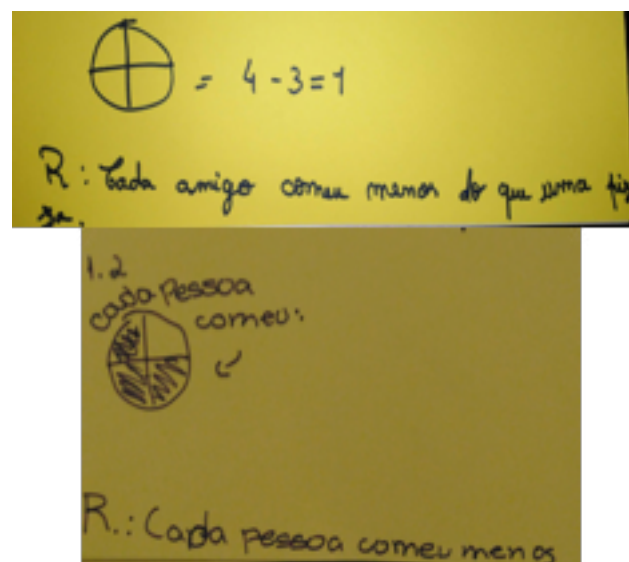 = 4 - 3 = 1
R: Cada amigo comeu menos do que uma piz
za.
1.2
cada pessoa
comeu:
R.: Cada pessoa comeu menos